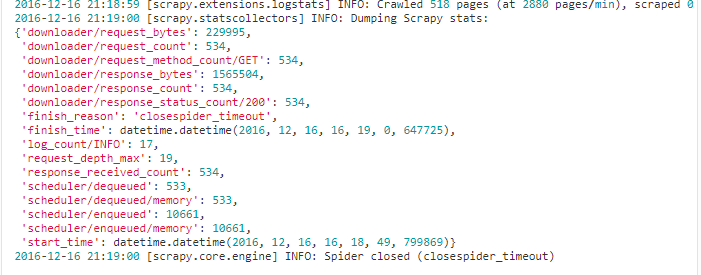 2016-12-16 21:18:59 [scrapy.extensions.logstats] INFO: Crawled 518 pages (at 2880 pages/min), scraped 0
2016-12-16 21:19:00 [scrapy.statscollectors] INFO: Dumping Scrapy stats:
{'downloader/request_bytes': 229995,
'downloader/request_count': 534,
'downloader/request_method_count/GET': 534,
'downloader/response_bytes': 1565504,
'downloader/response_count': 534,
'downloader/response_status_count/200': 534,
'finish_reason': 'closespider_timeout',
'finish_time': datetime.datetime(2016, 12, 16, 16, 19, 0, 647725),
'log_count/INFO': 17,
'request_depth_max': 19,
'response_received_count': 534,
'scheduler/dequeued': 533,
'scheduler/dequeued/memory': 533,
'scheduler/enqueued': 10661,
'scheduler/enqueued/memory': 10661,
'start_time': datetime.datetime(2016, 12, 16, 16, 18, 49, 799869)}
2016-12-16 21:19:00 [scrapy.core.engine] INFO: Spider closed (closespider_timeout)